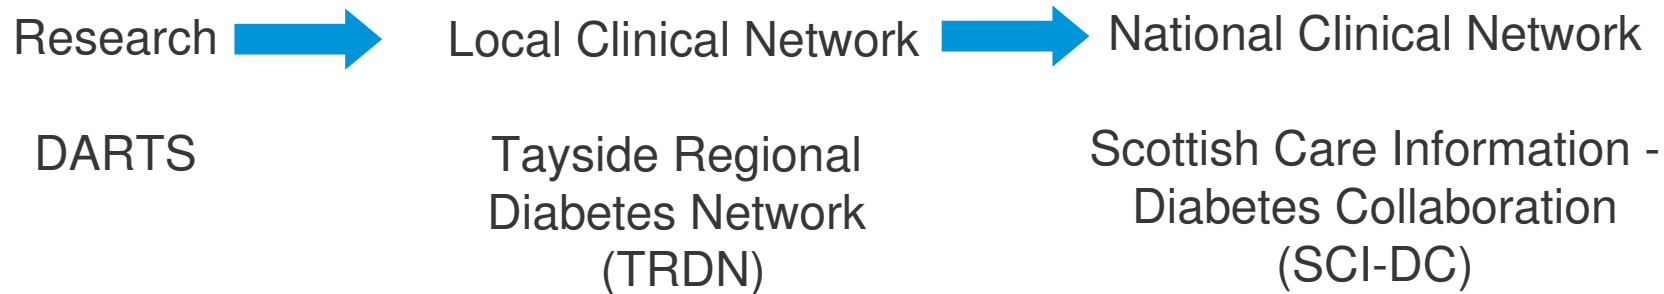 Research
Local Clinical Network
National Clinical Network
DARTS
Tayside Regional
Diabetes Network
(TRDN)
Scottish Care Information -
Diabetes Collaboration
(SCI-DC)